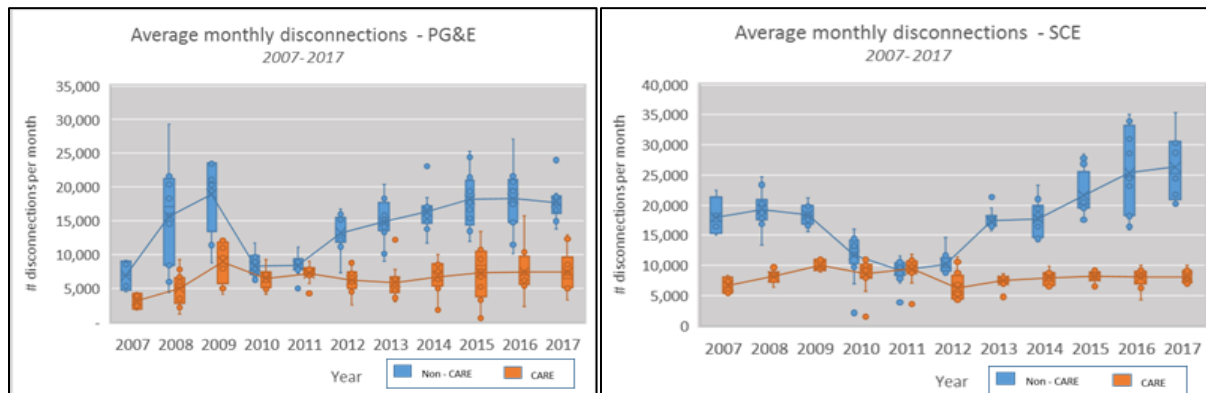 Average monthly disconnections - PG&E
2007-2017
# disconnections per month
35,000
30,000
25,000
20,000
15,000
10,000
5,000
-
2007 2008 2009 2010 2011 2012 2013 2014 2015 2016 2017
Year
Non - CARE CARE
Average monthly disconnections - SCE
2007-2017
# disconnections per month
40,000
35,000
30,000
25,000
20,000
15,000
10,000
5,000
0
2007 2008 2009 2010 2011 2012 2013 2014 2015 2016 2017
Year
Non - CARE CARE